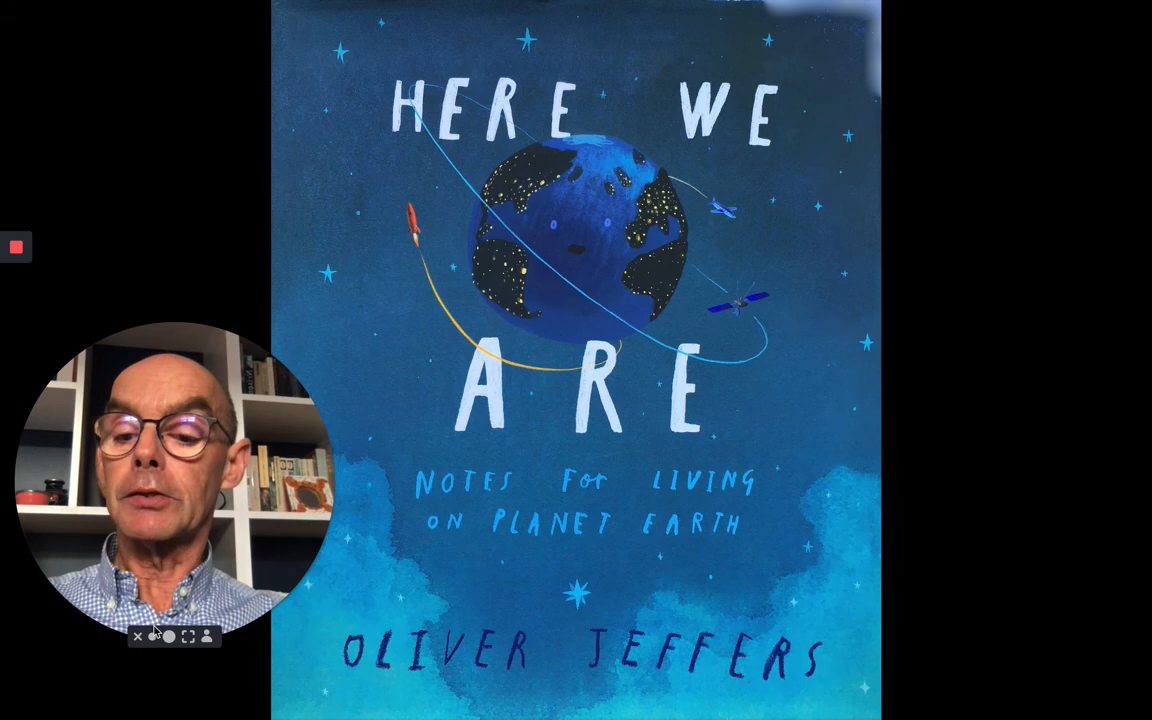 HERE WE
ARE
NOTES FOR LIVING
ON PLANET EARTH
OLIVER JEFFERS